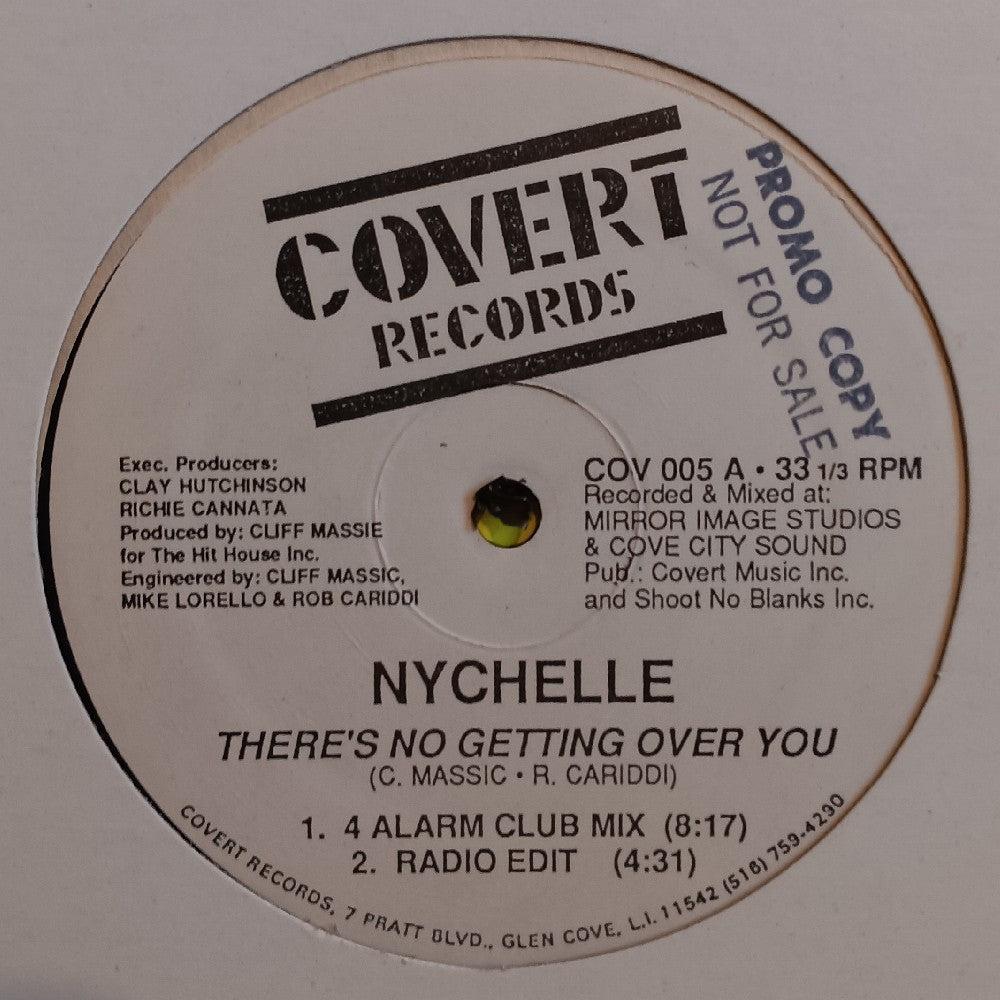 COVERT
RECORDS
PROMO COPY
NOT FOR SALE
Exec. Producers:
CLAY HUTCHINSON
RICHIE CANNATA
Produced by: CLIFF MASSIE
for The Hit House Inc.
Engineered by: CLIFF MASSIC,
MIKE LORELLO & ROB CARIDDI
COV 005 A • 33 1/3 RPM
Recorded & Mixed at:
MIRROR IMAGE STUDIOS
& COVE CITY SOUND
Pub.: Covert Music Inc.
and Shoot No Blanks Inc.
NYCHELLE
THERE'S NO GETTING OVER YOU
(C. MASSIC • R. CARIDDI)
1. 4 ALARM CLUB MIX (8:17)
2. RADIO EDIT (4:31)
COVERT RECORDS, 7 PRATT BLVD., GLEN COVE, L.I. 11542 (516) 759-4290